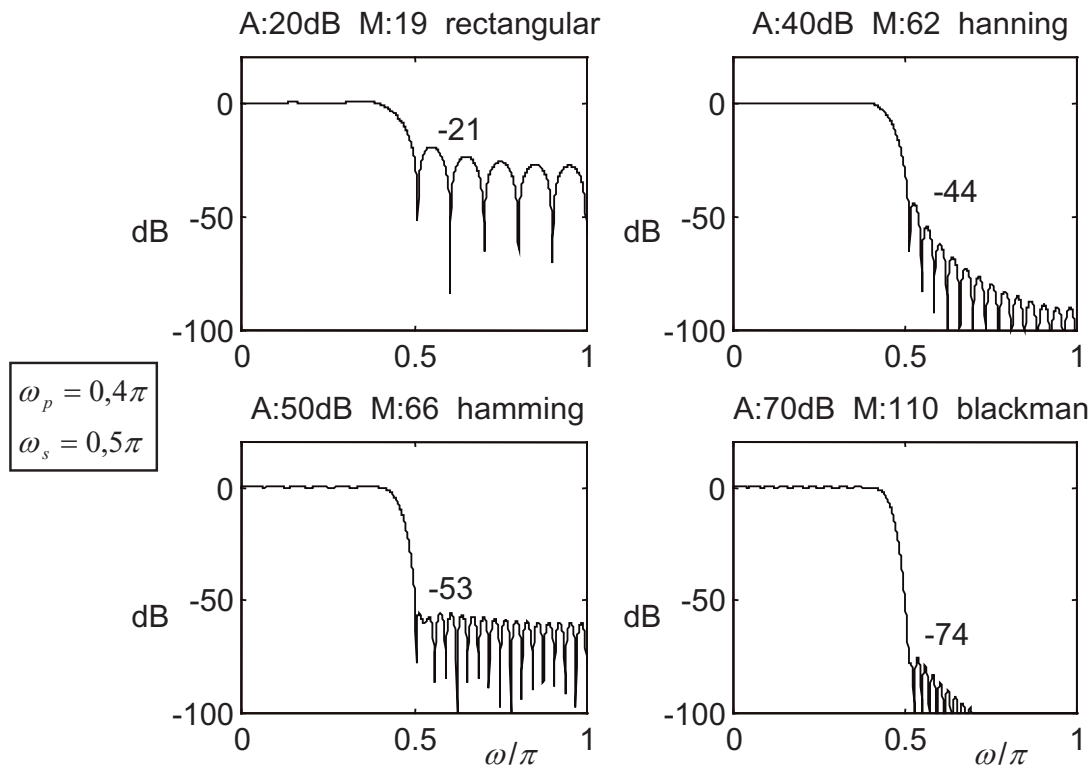 A:20dB M:19 rectangular
0
-21
-50
dB
-100
0
0.5
1
A:40dB M:62 hanning
0
-44
-50
dB
-100
0
0.5
1
ω_p = 0,4π
ω_s = 0,5π
A:50dB M:66 hamming
0
-53
-50
dB
-100
0
0.5
1
ω/π
A:70dB M:110 blackman
0
-50
dB
-74
-100
0
0.5
1
ω/π